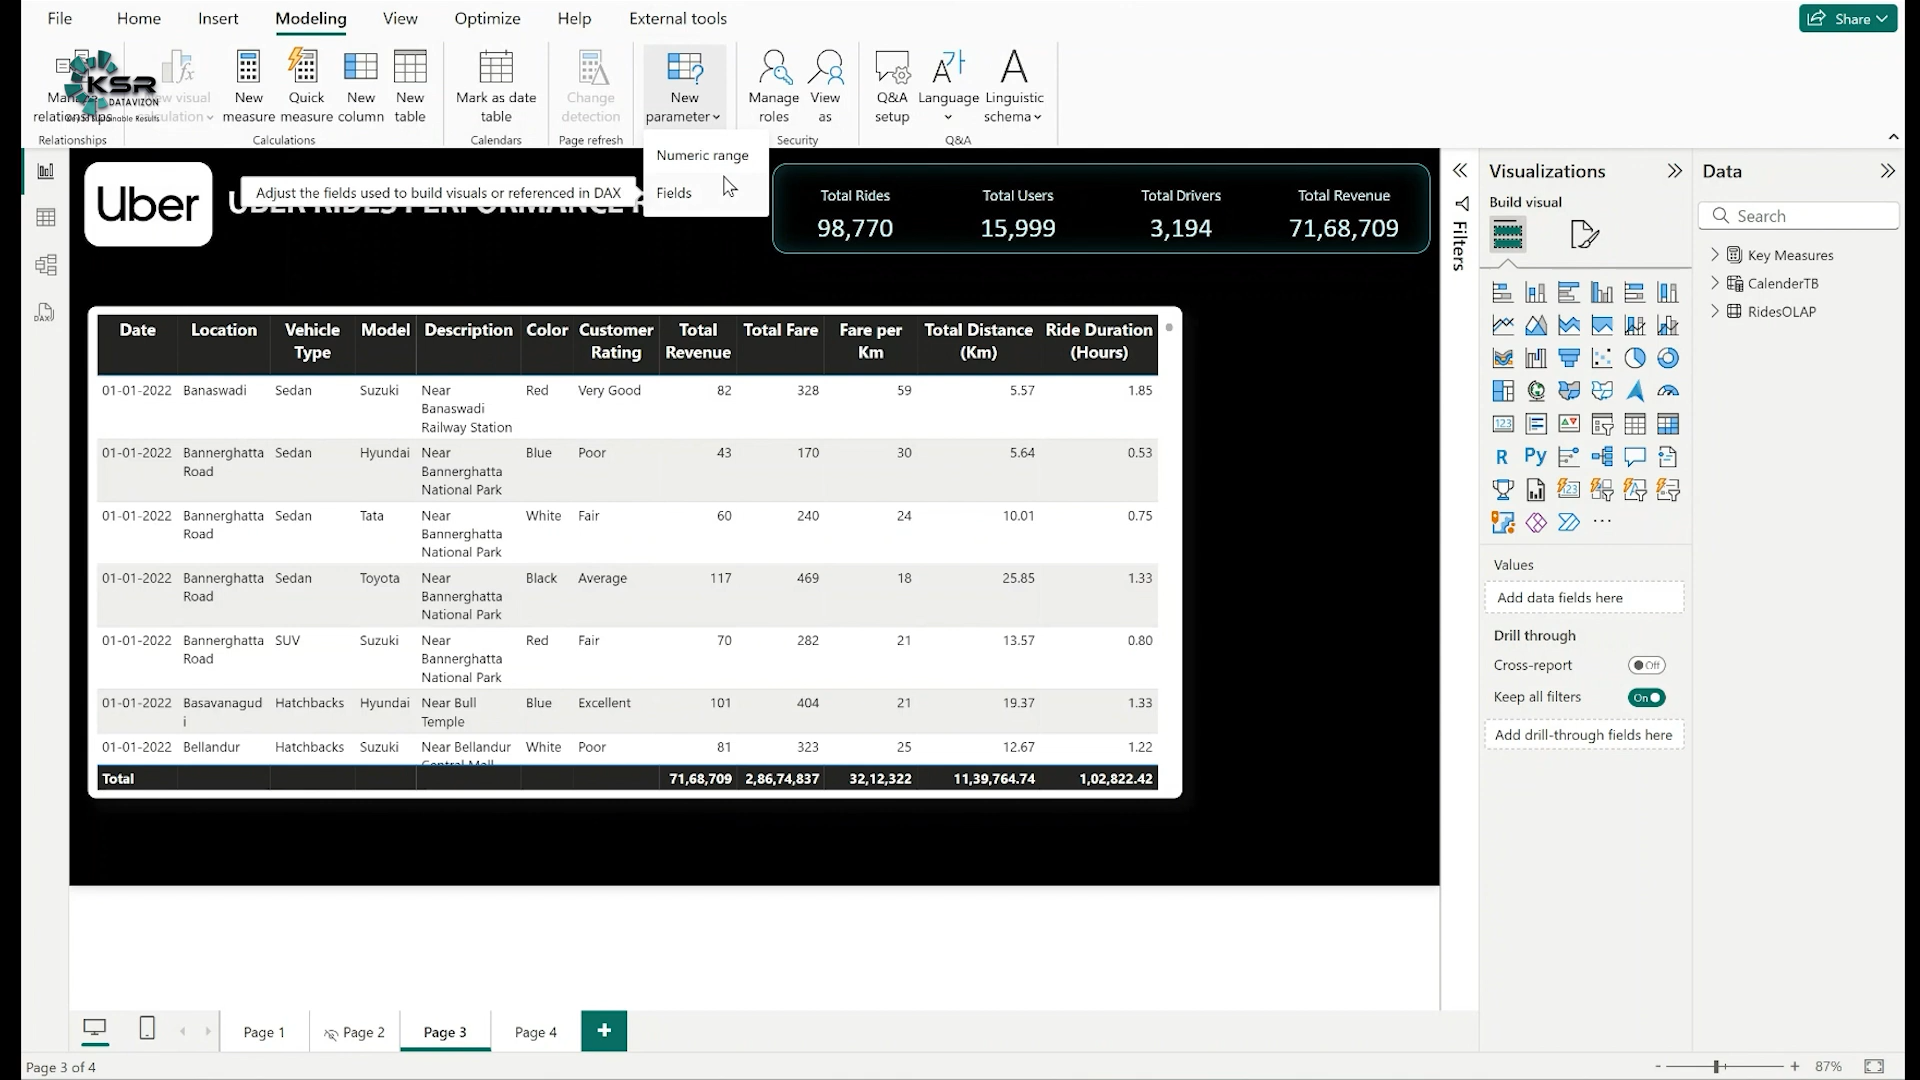 File Home Insert Modeling View Optimize Help External tools Share
KSR
DATAVIZON
New measure
Quick measure
New column
New table
Mark as date table
Change detection
New parameter
Manage roles
View as
Q&A setup
Language
Linguistic schema
Relationships Calculations Calendars Page refresh Security Q&A
Numeric range
Fields
Adjust the fields used to build visuals or referenced in DAX
Uber
UBER RIDES PERFORMANCE
Total Rides Total Users Total Drivers Total Revenue
98,770 15,999 3,194 71,68,709
Date Location Vehicle Type Model Description Color Customer Rating Total Revenue Total Fare Fare per Km Total Distance (Km) Ride Duration (Hours)
01-01-2022 Banaswadi Sedan Suzuki Near Banaswadi Railway Station Red Very Good 82 328 59 5.57 1.85
01-01-2022 Bannerghatta Road Sedan Hyundai Near Bannerghatta National Park Blue Poor 43 170 30 5.64 0.53
01-01-2022 Bannerghatta Road Sedan Tata Near Bannerghatta National Park White Fair 60 240 24 10.01 0.75
01-01-2022 Bannerghatta Road Sedan Toyota Near Bannerghatta National Park Black Average 117 469 18 25.85 1.33
01-01-2022 Bannerghatta Road SUV Suzuki Near Bannerghatta National Park Red Fair 70 282 21 13.57 0.80
01-01-2022 Basavanagudi Hatchbacks Hyundai Near Bull Temple Blue Excellent 101 404 21 19.37 1.33
01-01-2022 Bellandur Hatchbacks Suzuki Near Bellandur Central Mall White Poor 81 323 25 12.67 1.22
Total 71,68,709 2,86,74,837 32,12,322 11,39,764.74 1,02,822.42
Filters
Visualizations
Build visual
123
R Py
123
Values
Add data fields here
Drill through
Cross-report Off
Keep all filters On
Add drill-through fields here
Data
Search
Key Measures
CalenderTB
RidesOLAP
DAX
Page 1 Page 2 Page 3 Page 4 +
Page 3 of 4
- + 87%